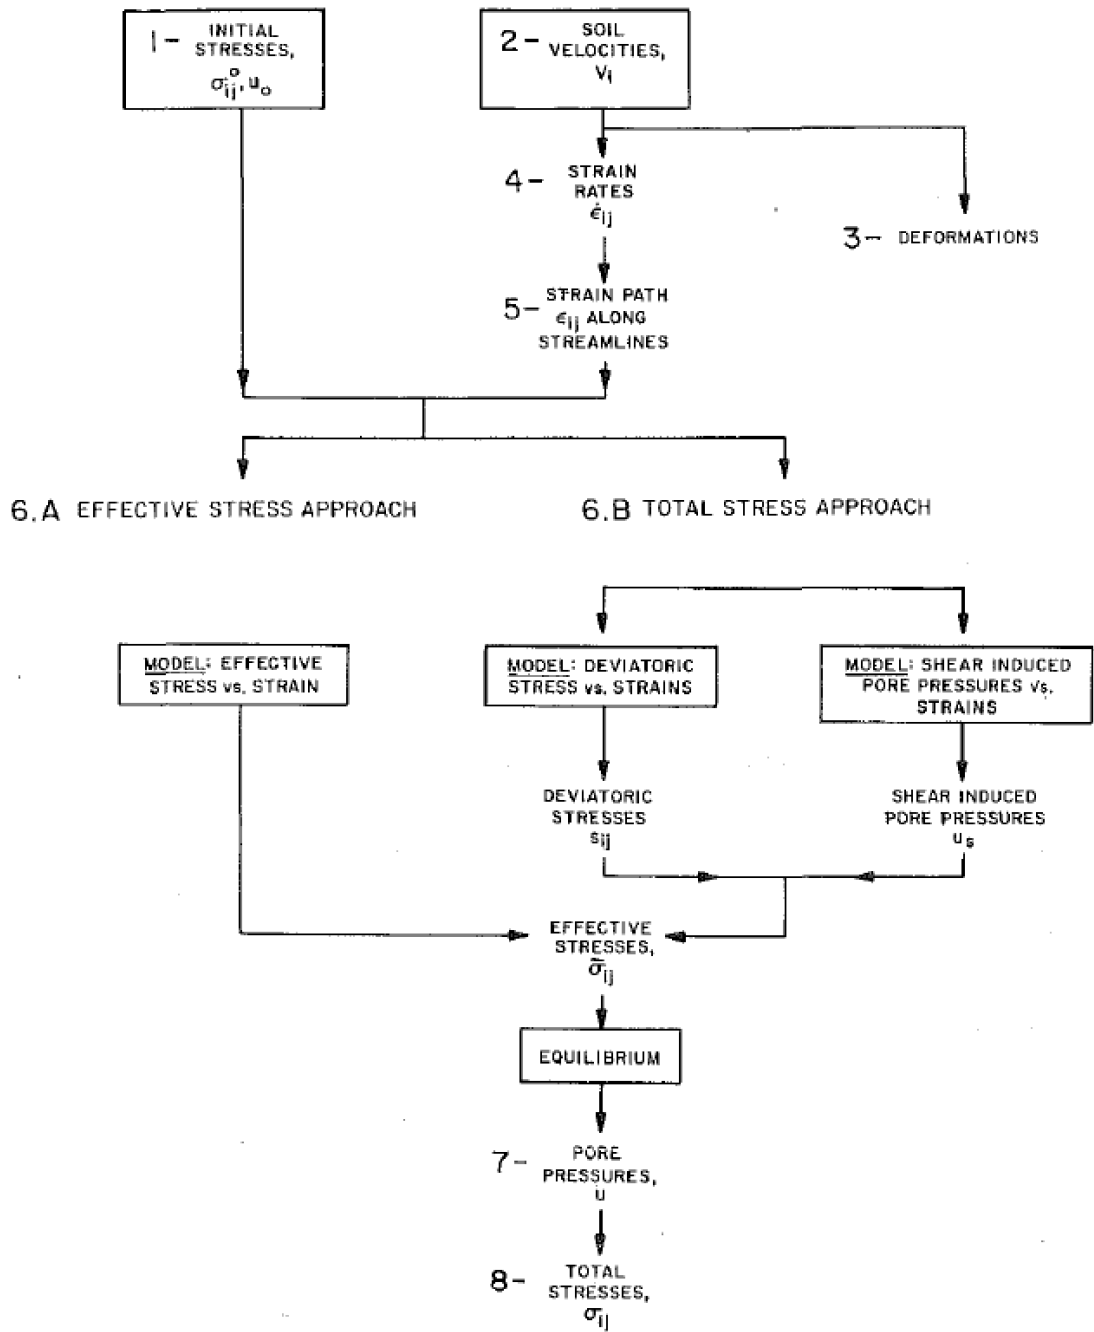 1- INITIAL
STRESSES,
σ°ij, uo
2- SOIL
VELOCITIES,
Vi
4- STRAIN
RATES
ε̇ij
3- DEFORMATIONS
5- STRAIN PATH
εij ALONG
STREAMLINES
6.A EFFECTIVE STRESS APPROACH
6.B TOTAL STRESS APPROACH
MODEL: EFFECTIVE
STRESS vs. STRAIN
MODEL: DEVIATORIC
STRESS vs. STRAINS
MODEL: SHEAR INDUCED
PORE PRESSURES vs.
STRAINS
DEVIATORIC
STRESSES
sij
SHEAR INDUCED
PORE PRESSURES
us
EFFECTIVE
STRESSES,
σ̄ij
EQUILIBRIUM
7- PORE
PRESSURES,
u
8- TOTAL
STRESSES,
σij